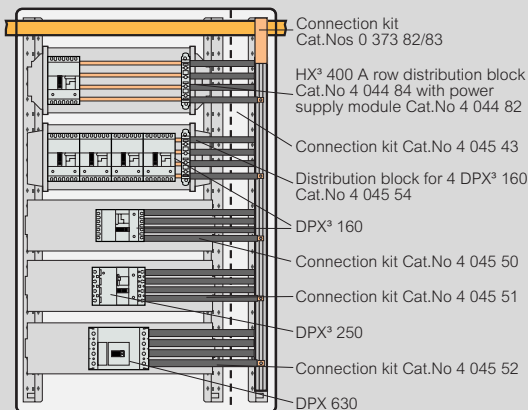 Connection kit
Cat.Nos 0 373 82/83
HX³ 400 A row distribution block
Cat.No 4 044 84 with power
supply module Cat.No 4 044 82
Connection kit Cat.No 4 045 43
Distribution block for 4 DPX³ 160
Cat.No 4 045 54
DPX³ 160
Connection kit Cat.No 4 045 50
Connection kit Cat.No 4 045 51
DPX³ 250
Connection kit Cat.No 4 045 52
DPX 630